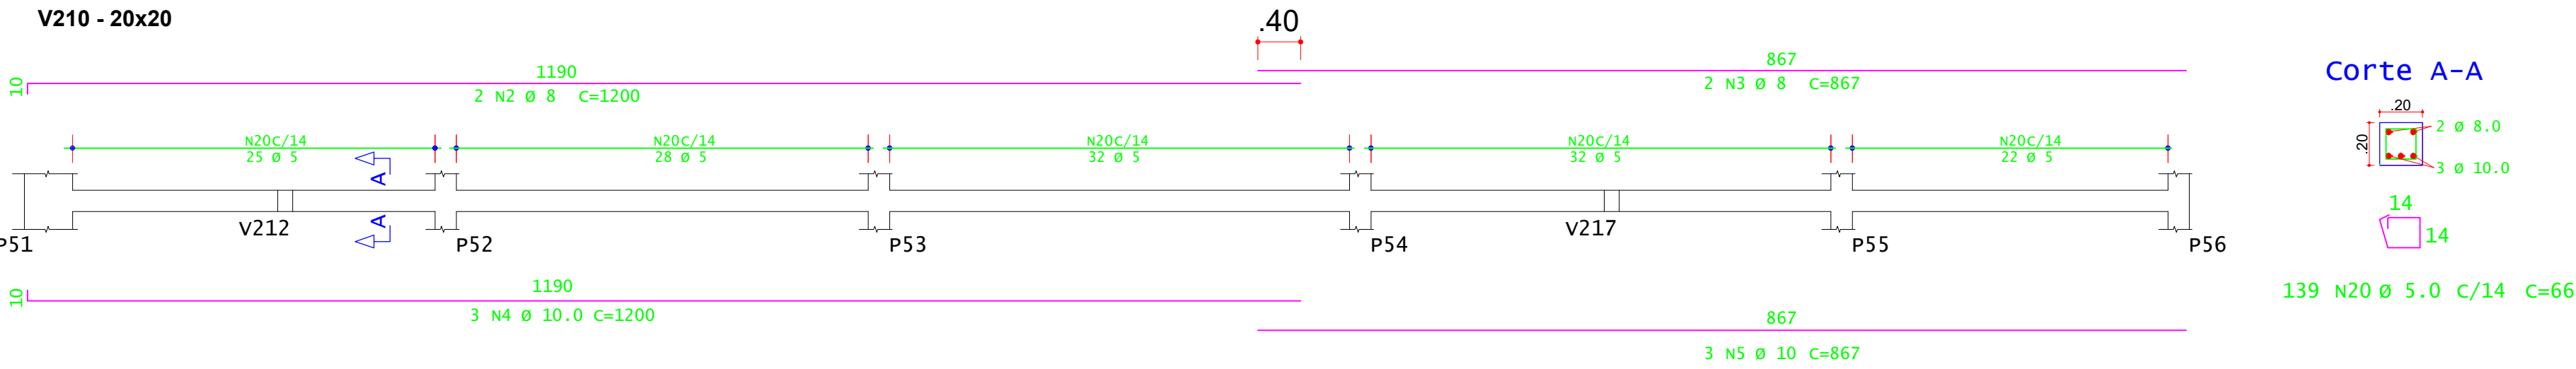 V210 - 20x20
.40
10
1190
2 N2 Ø 8 C=1200
867
2 N3 Ø 8 C=867
Corte A-A
.20
.20
2 Ø 8.0
3 Ø 10.0
N20C/14
25 Ø 5
N20C/14
28 Ø 5
N20C/14
32 Ø 5
N20C/14
32 Ø 5
N20C/14
22 Ø 5
A
A
V212
V217
P51
P52
P53
P54
P55
P56
14
14
139 N20 Ø 5.0 C/14 C=66
10
1190
3 N4 Ø 10.0 C=1200
867
3 N5 Ø 10 C=867